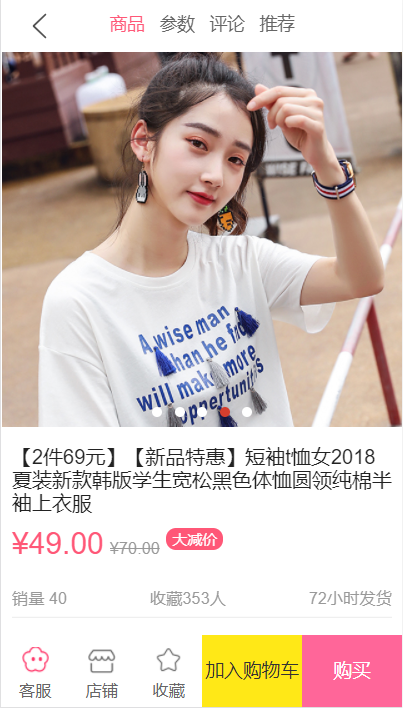 商品 参数 评论 推荐
A wise man
than he fin
will make more
opportunities
【2件69元】【新品特惠】短袖t恤女2018
夏装新款韩版学生宽松黑色体恤圆领纯棉半
袖上衣服
¥49.00 ¥70.00 大减价
销量 40 收藏353人 72小时发货
客服 店铺 收藏 加入购物车 购买